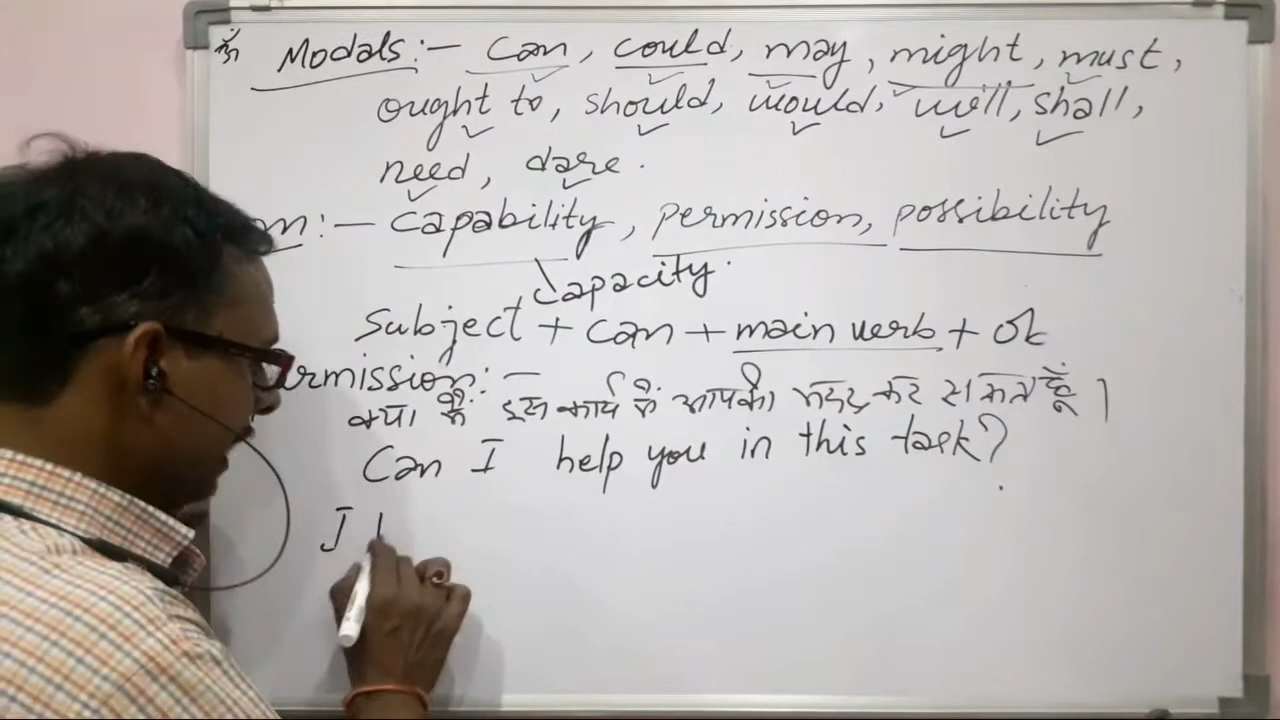 Modals:- can, could, may, might, must,
ought to, should, would, will, shall,
need, dare.
:- capability, permission, possibility
capacity.
Subject + can + main verb + Ob
rmission:-
क्या मैं इस कार्य में आपकी मदद कर सकता हूँ।
Can I help you in this task?
I